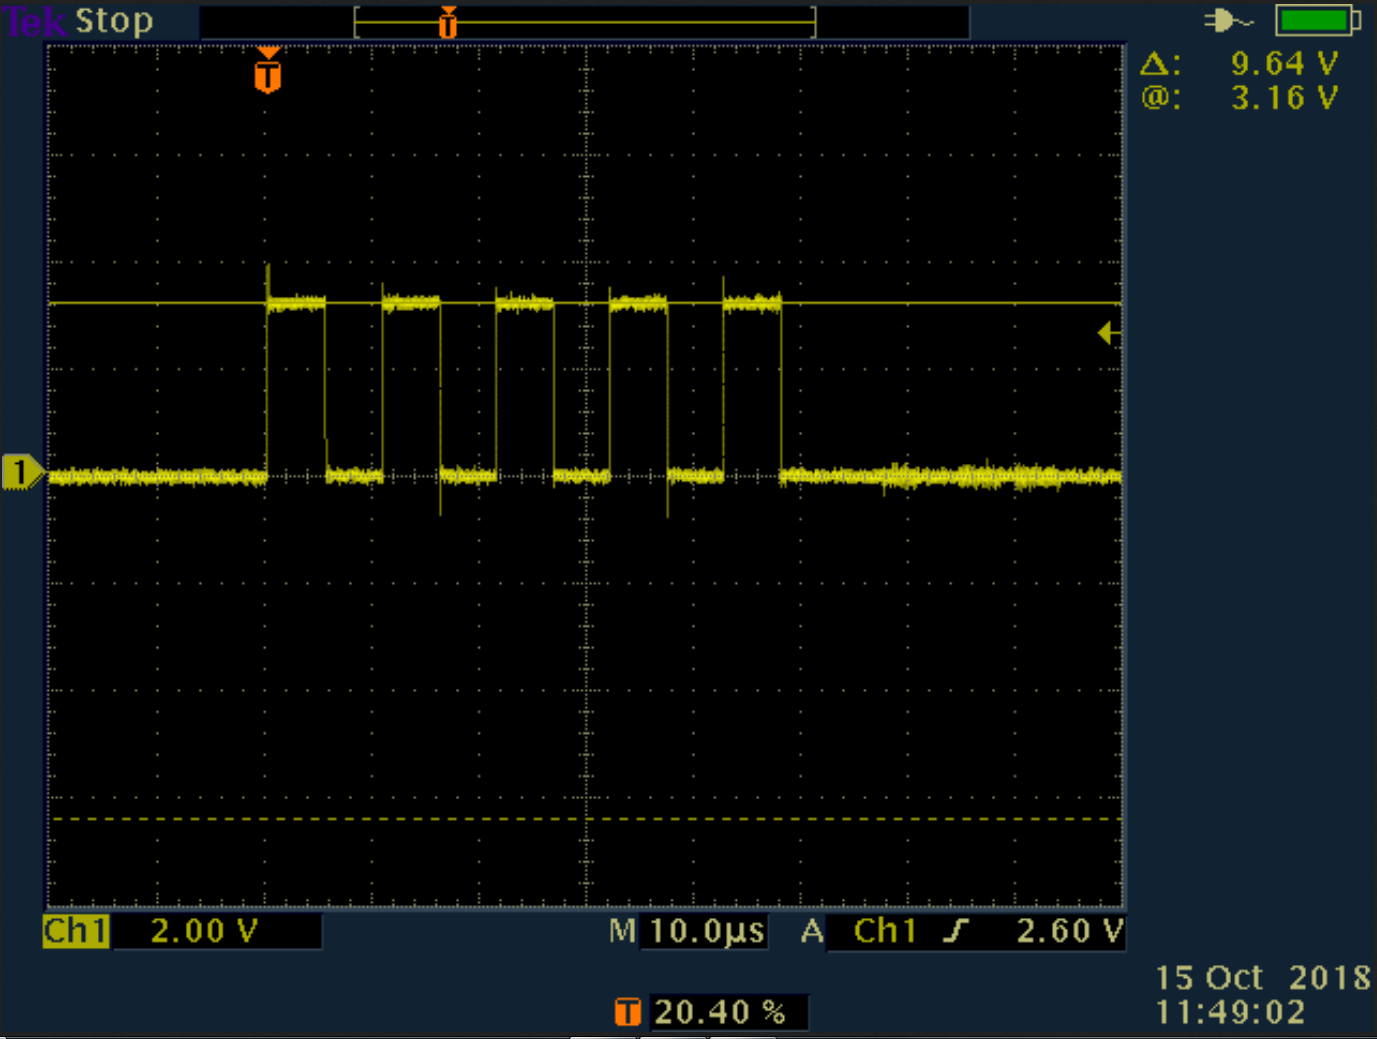 Tek Stop
T
T
Δ: 9.64 V
@: 3.16 V
1
Ch1 2.00 V M 10.0µs A Ch1 2.60 V
T 20.40 %
15 Oct 2018
11:49:02